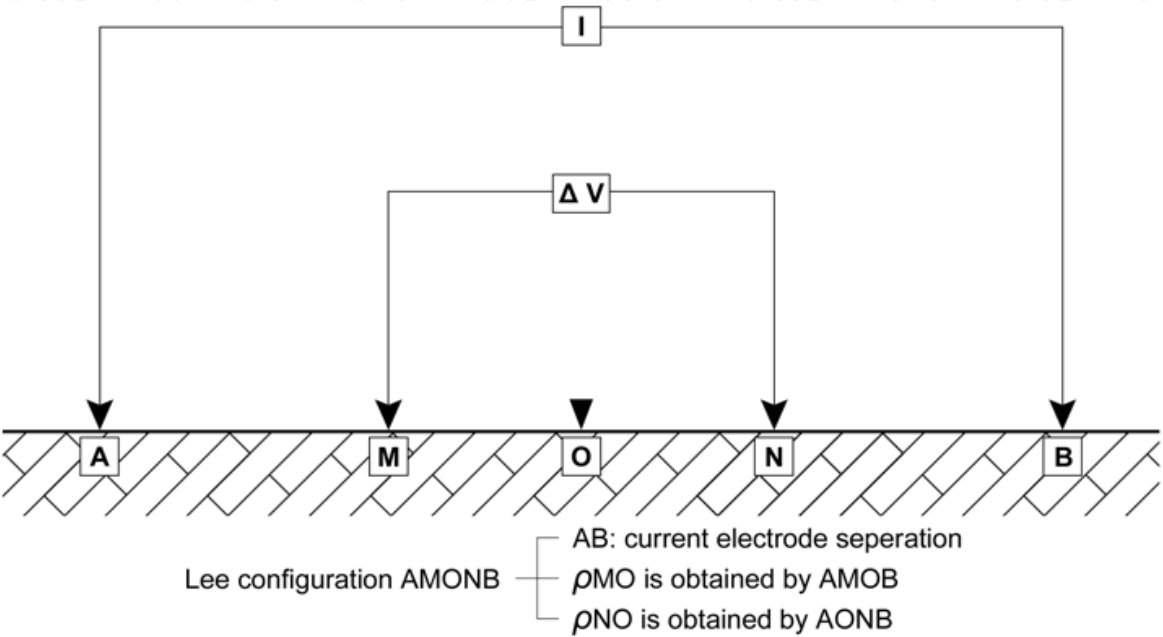 I
Δ V
A M O N B
AB: current electrode seperation
Lee configuration AMONB
ρMO is obtained by AMOB
ρNO is obtained by AONB